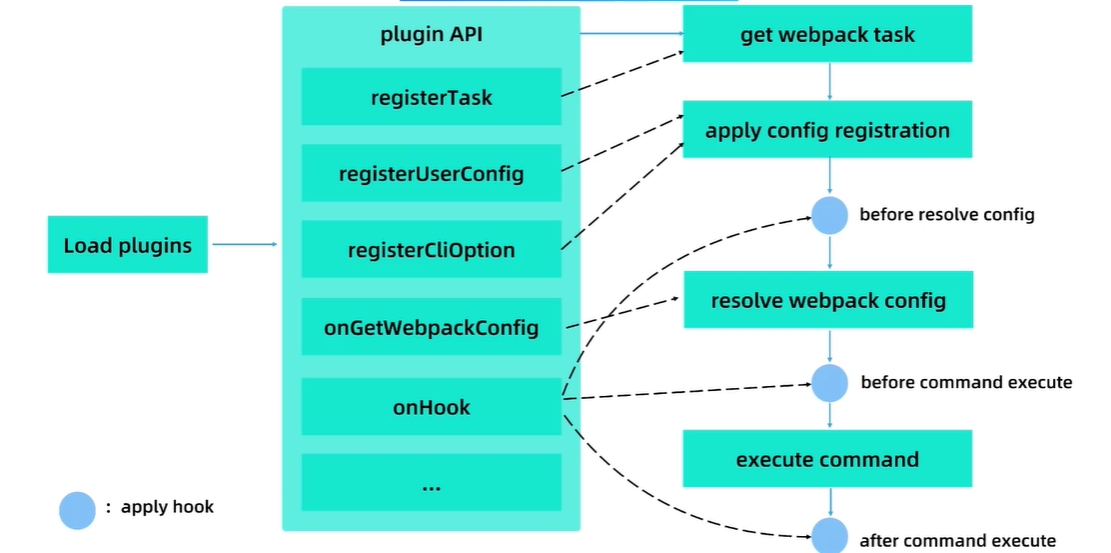 plugin API
get webpack task
registerTask
apply config registration
registerUserConfig
before resolve config
Load plugins
registerCliOption
resolve webpack config
onGetWebpackConfig
before command execute
onHook
execute command
...
: apply hook
after command execute